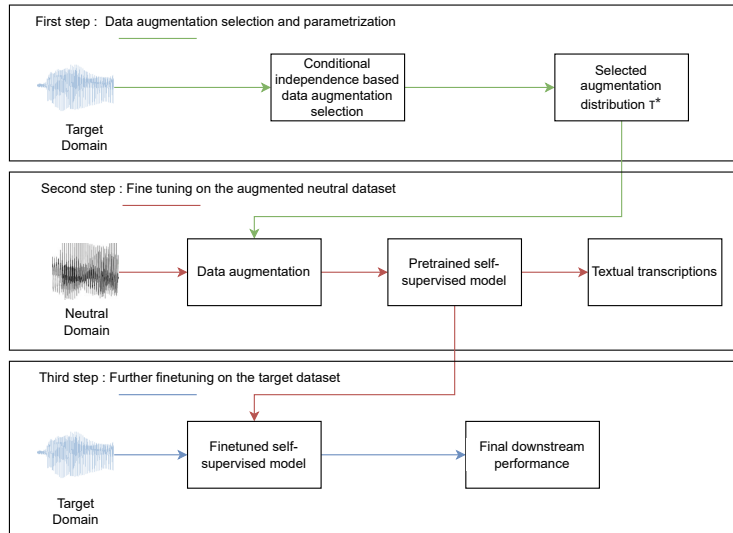 First step :  Data augmentation selection and parametrization
Target
Domain
Conditional
independence based
data augmentation
selection
Selected
augmentation
distribution τ*
Second step : Fine tuning on the augmented neutral dataset
Neutral
Domain
Data augmentation
Pretrained self-
supervised model
Textual transcriptions
Third step : Further finetuning on the target dataset
Target
Domain
Finetuned self-
supervised model
Final downstream
performance